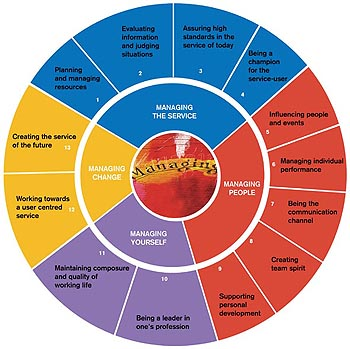 Planning
and managing
resources
1
Evaluating
information
and judging
situations
2
Assuring high
standards in the
service of today
3
Being a
champion
for the
service-user
4
Influencing people
and events
5
Managing individual
performance
6
Being the
communication
channel
7
Creating
team spirit
8
Supporting
personal
development
9
Being a leader in
one's profession
10
Maintaining composure
and quality of
working life
11
Working towards
a user centred
service
12
Creating the service
of the future
13
MANAGING
THE SERVICE
MANAGING
PEOPLE
MANAGING
YOURSELF
MANAGING
CHANGE
Managing